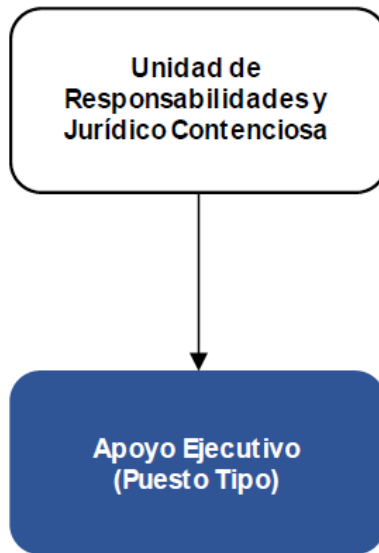 Unidad de
Responsabilidades y
Jurídico Contenciosa
Apoyo Ejecutivo
(Puesto Tipo)